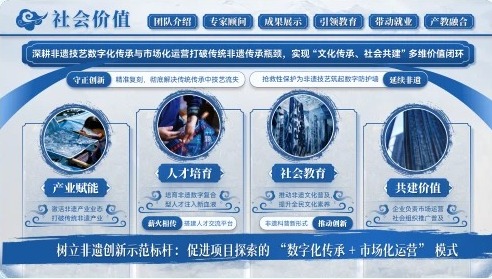 社会价值
团队介绍 专家顾问 成果展示 引领教育 带动就业 产教融合
深耕非遗技艺数字化传承与市场化运营打破传统非遗传承瓶颈，实现“文化传承、社会共建”多维价值闭环
守正创新 精准复刻，彻底解决传统传承中技艺流失
抢救性保护为非遗技艺筑起数字防护墙 延续非遗
产业赋能
激活非遗产业业态
打破传统非遗产业
人才培育
培育非遗数字复合
型人才注入新血液
社会教育
推动非遗文化普及
提升全民文化素养
共建价值
企业负责市场运营
社会组织推广普及
薪火相传 搭建人才交流平台
非遗科普数形式 推动创新
树立非遗创新示范标杆：促进项目探索的“数字化传承 + 市场化运营” 模式